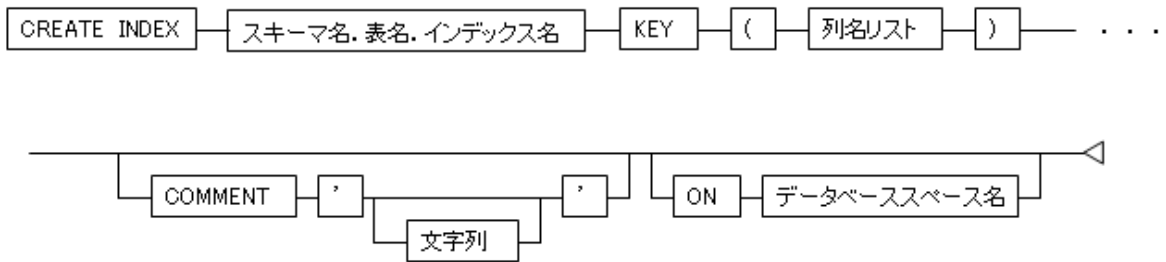 CREATE INDEX スキーマ名.表名.インデックス名 KEY ( 列名リスト ) ・・・
COMMENT ' ' ON データベーススペース名
文字列